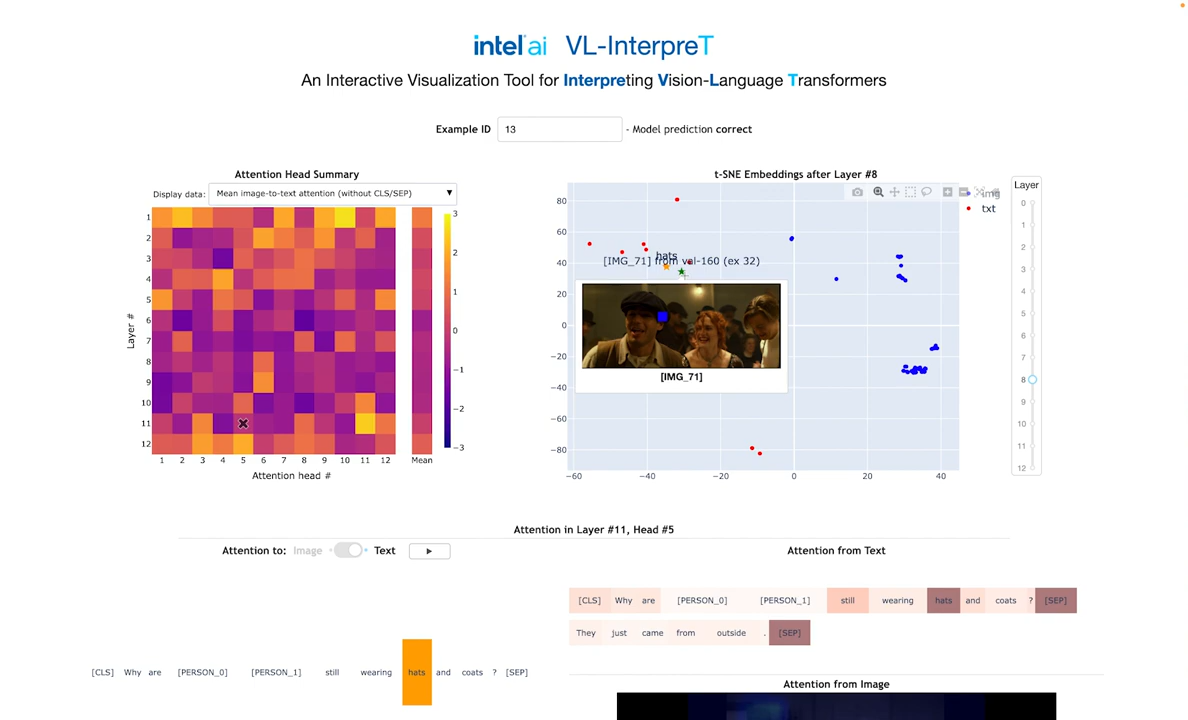 intel ai VL-InterpreT
An Interactive Visualization Tool for Interpreting Vision-Language Transformers
Example ID 13 - Model prediction correct
Attention Head Summary
Display data: Mean image-to-text attention (without CLS/SEP) ▼
Layer #
1
2
3
4
5
6
7
8
9
10
11
12
1 2 3 4 5 6 7 8 9 10 11 12 Mean
Attention head #
3
2
1
0
−1
−2
−3
t-SNE Embeddings after Layer #8
img
txt
80
60
40
20
0
−20
−40
−60
−80
−60 −40 −20 0 20 40
hats
[IMG_71] from val-160 (ex 32)
[IMG_71]
Layer
0
1
2
3
4
5
6
7
8
9
10
11
12
Attention in Layer #11, Head #5
Attention to: Image Text
[CLS] Why are [PERSON_0] [PERSON_1] still wearing hats and coats ? [SEP]
Attention from Text
[CLS] Why are [PERSON_0] [PERSON_1] still wearing hats and coats ? [SEP]
They just came from outside . [SEP]
Attention from Image